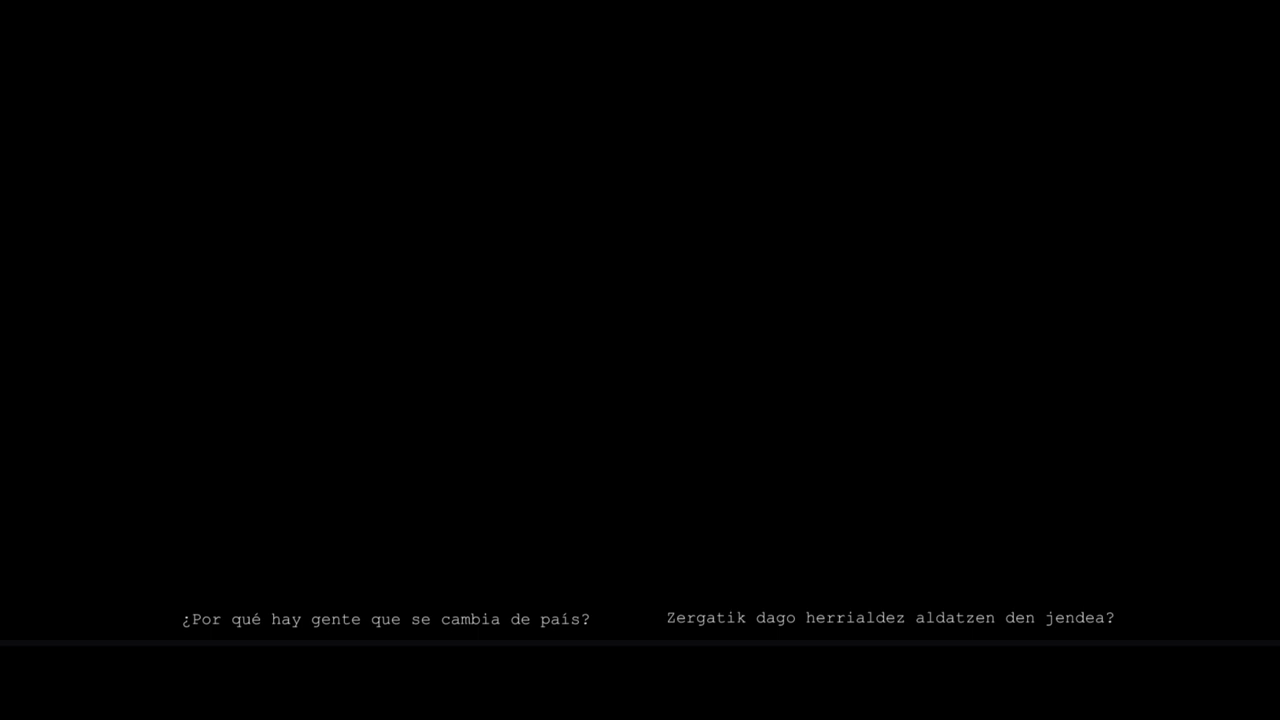 ¿Por qué hay gente que se cambia de país?
Zergatik dago herrialdez aldatzen den jendea?